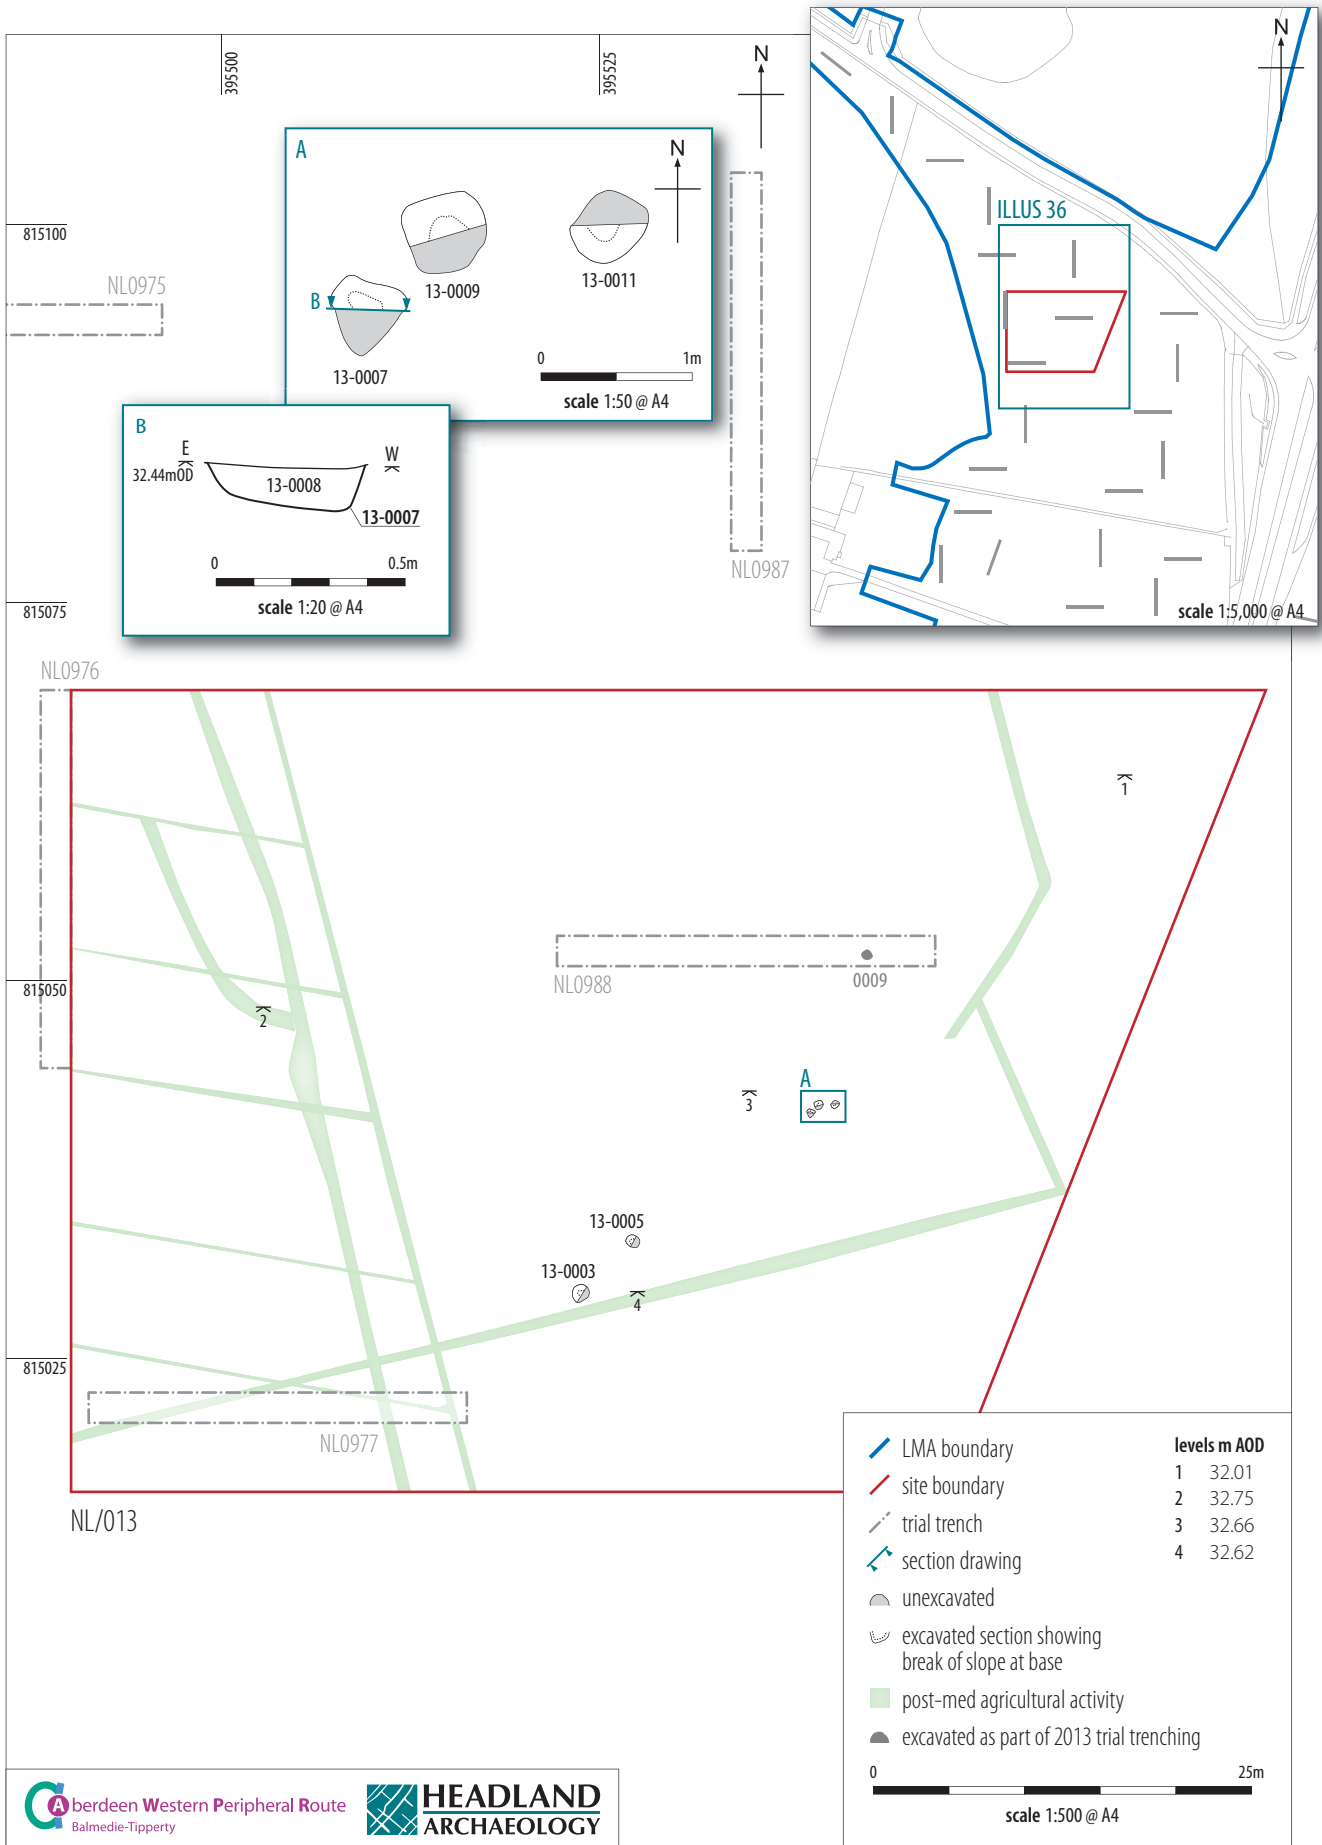 395500
395525
N
N
ILLUS 36
scale 1:5,000 @ A4
A
N
815100
NL0975
13-0009
13-0011
B
13-0007
0 1m
scale 1:50 @ A4
B
E
W
32.44mOD
13-0008
13-0007
0 0.5m
scale 1:20 @ A4
NL0987
815075
NL0976
1
815050
NL0988
0009
2
A
3
13-0005
13-0003
4
815025
NL0977
NL/013
LMA boundary
site boundary
trial trench
section drawing
unexcavated
excavated section showing
break of slope at base
post-med agricultural activity
excavated as part of 2013 trial trenching
levels m AOD
1 32.01
2 32.75
3 32.66
4 32.62
0 25m
scale 1:500 @ A4
Aberdeen Western Peripheral Route
Balmedie-Tipperty
HEADLAND
ARCHAEOLOGY